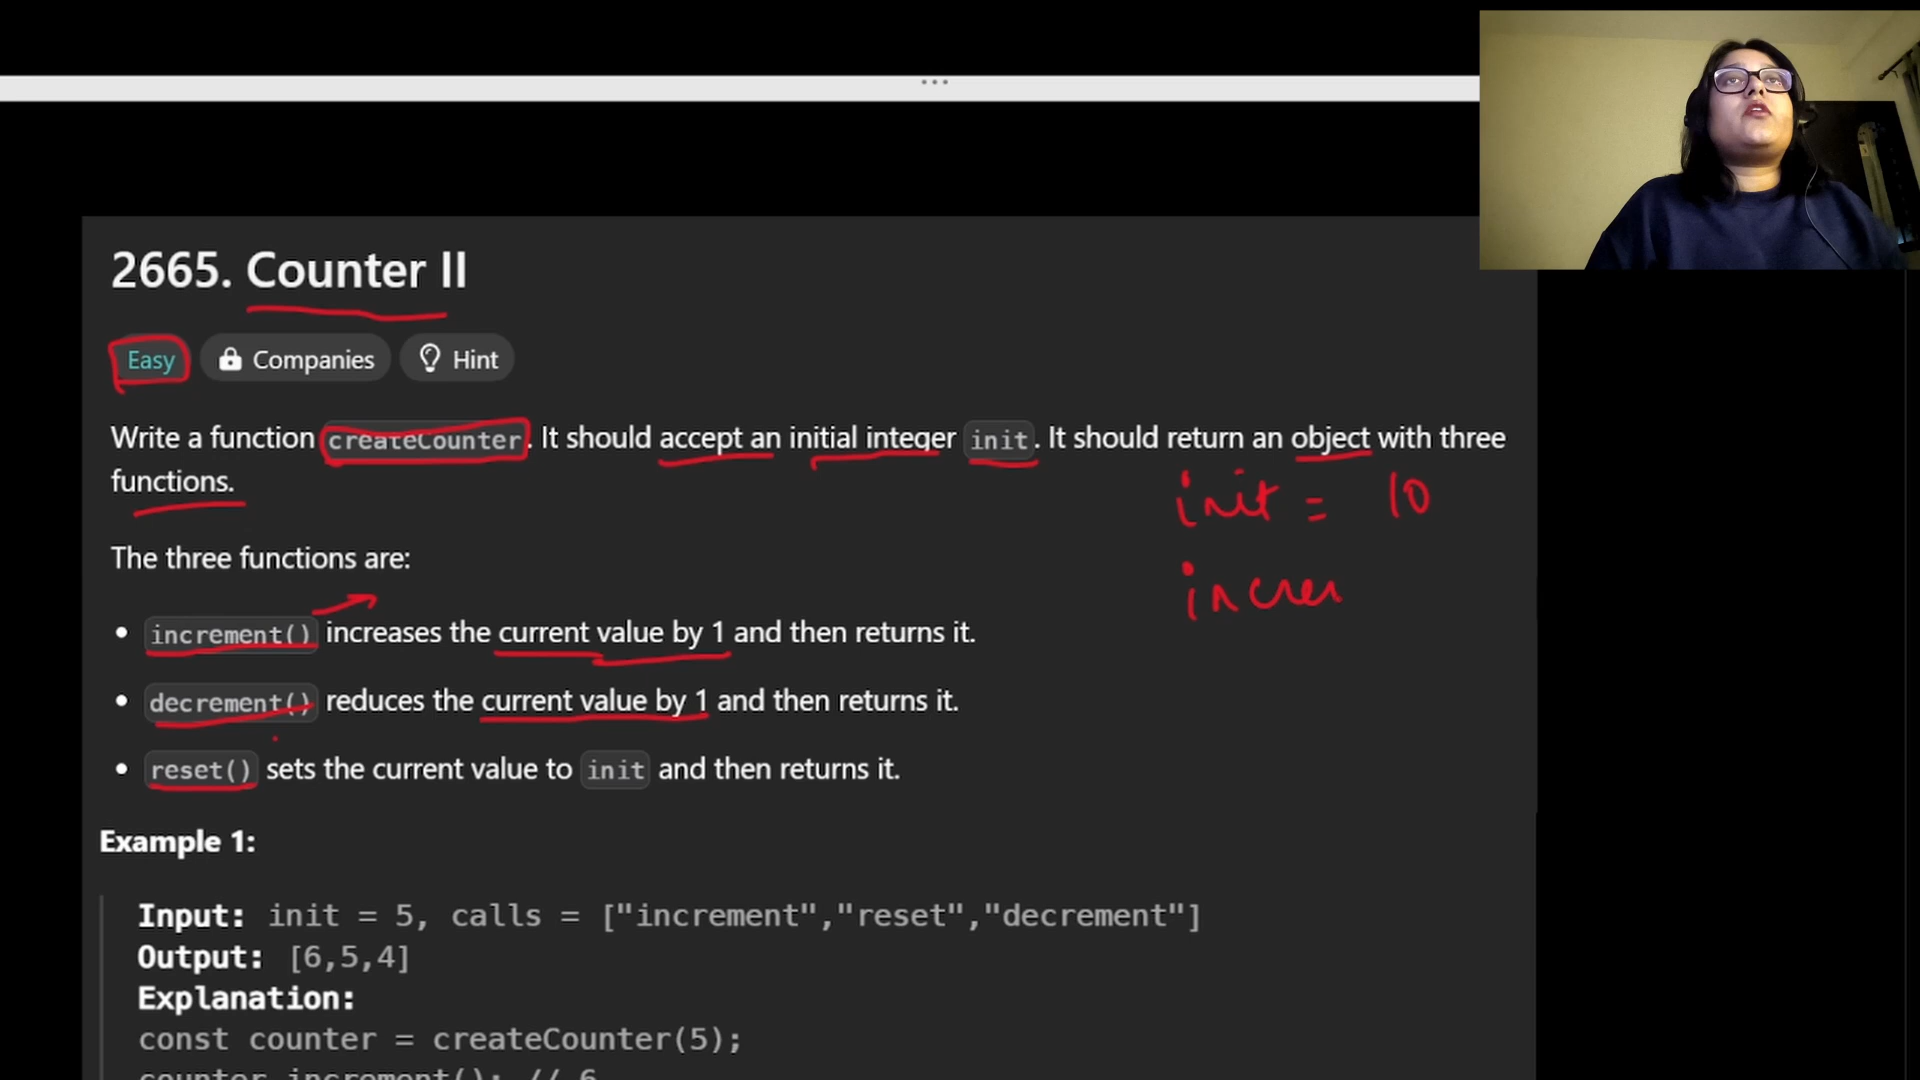 2665. Counter II
Easy Companies Hint
Write a function createCounter. It should accept an initial integer init. It should return an object with three
functions.
init = 10
The three functions are:
increm
increment() increases the current value by 1 and then returns it.
decrement() reduces the current value by 1 and then returns it.
reset() sets the current value to init and then returns it.
Example 1:
Input: init = 5, calls = ["increment","reset","decrement"]
Output: [6,5,4]
Explanation:
const counter = createCounter(5);
counter.increment(); // 6